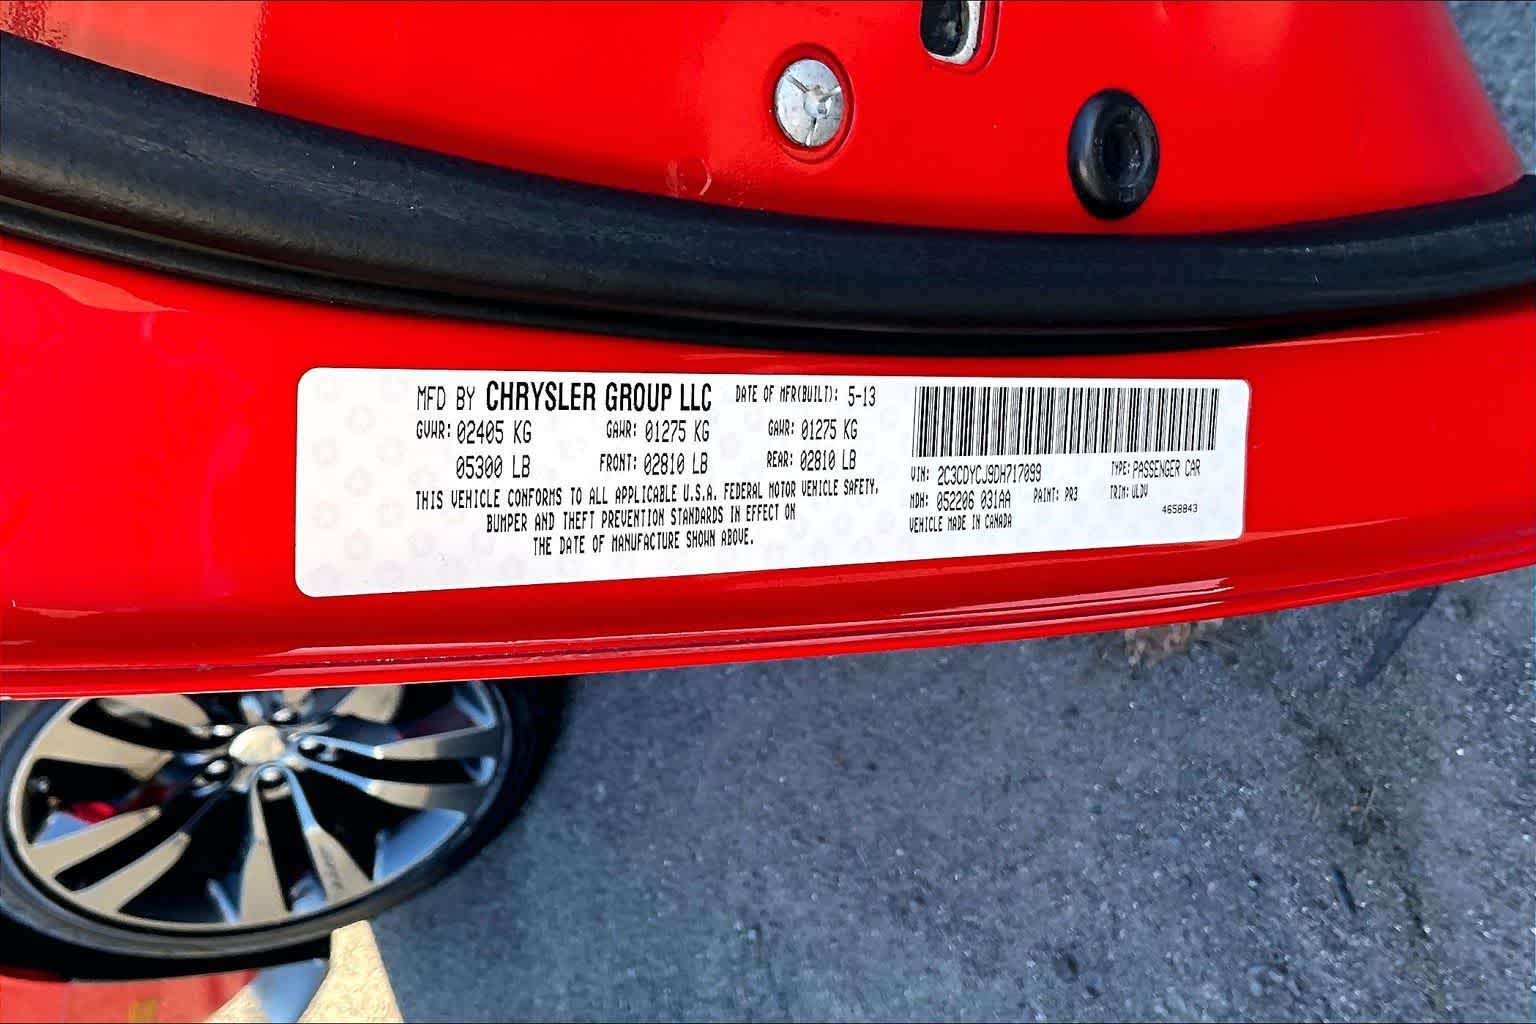 MFD BY CHRYSLER GROUP LLC DATE OF MFR(BUILT): 5-13
GVWR: 02405 KG GAWR: 01275 KG GAWR: 01275 KG
05300 LB FRONT: 02810 LB REAR: 02810 LB
THIS VEHICLE CONFORMS TO ALL APPLICABLE U.S.A. FEDERAL MOTOR VEHICLE SAFETY,
BUMPER AND THEFT PREVENTION STANDARDS IN EFFECT ON
THE DATE OF MANUFACTURE SHOWN ABOVE.
VIN: 2C3CDYCJ9DH717099 TYPE: PASSENGER CAR
MDH: 052206 031AA PAINT: PR3 TRIM: ULDV
4658843
VEHICLE MADE IN CANADA